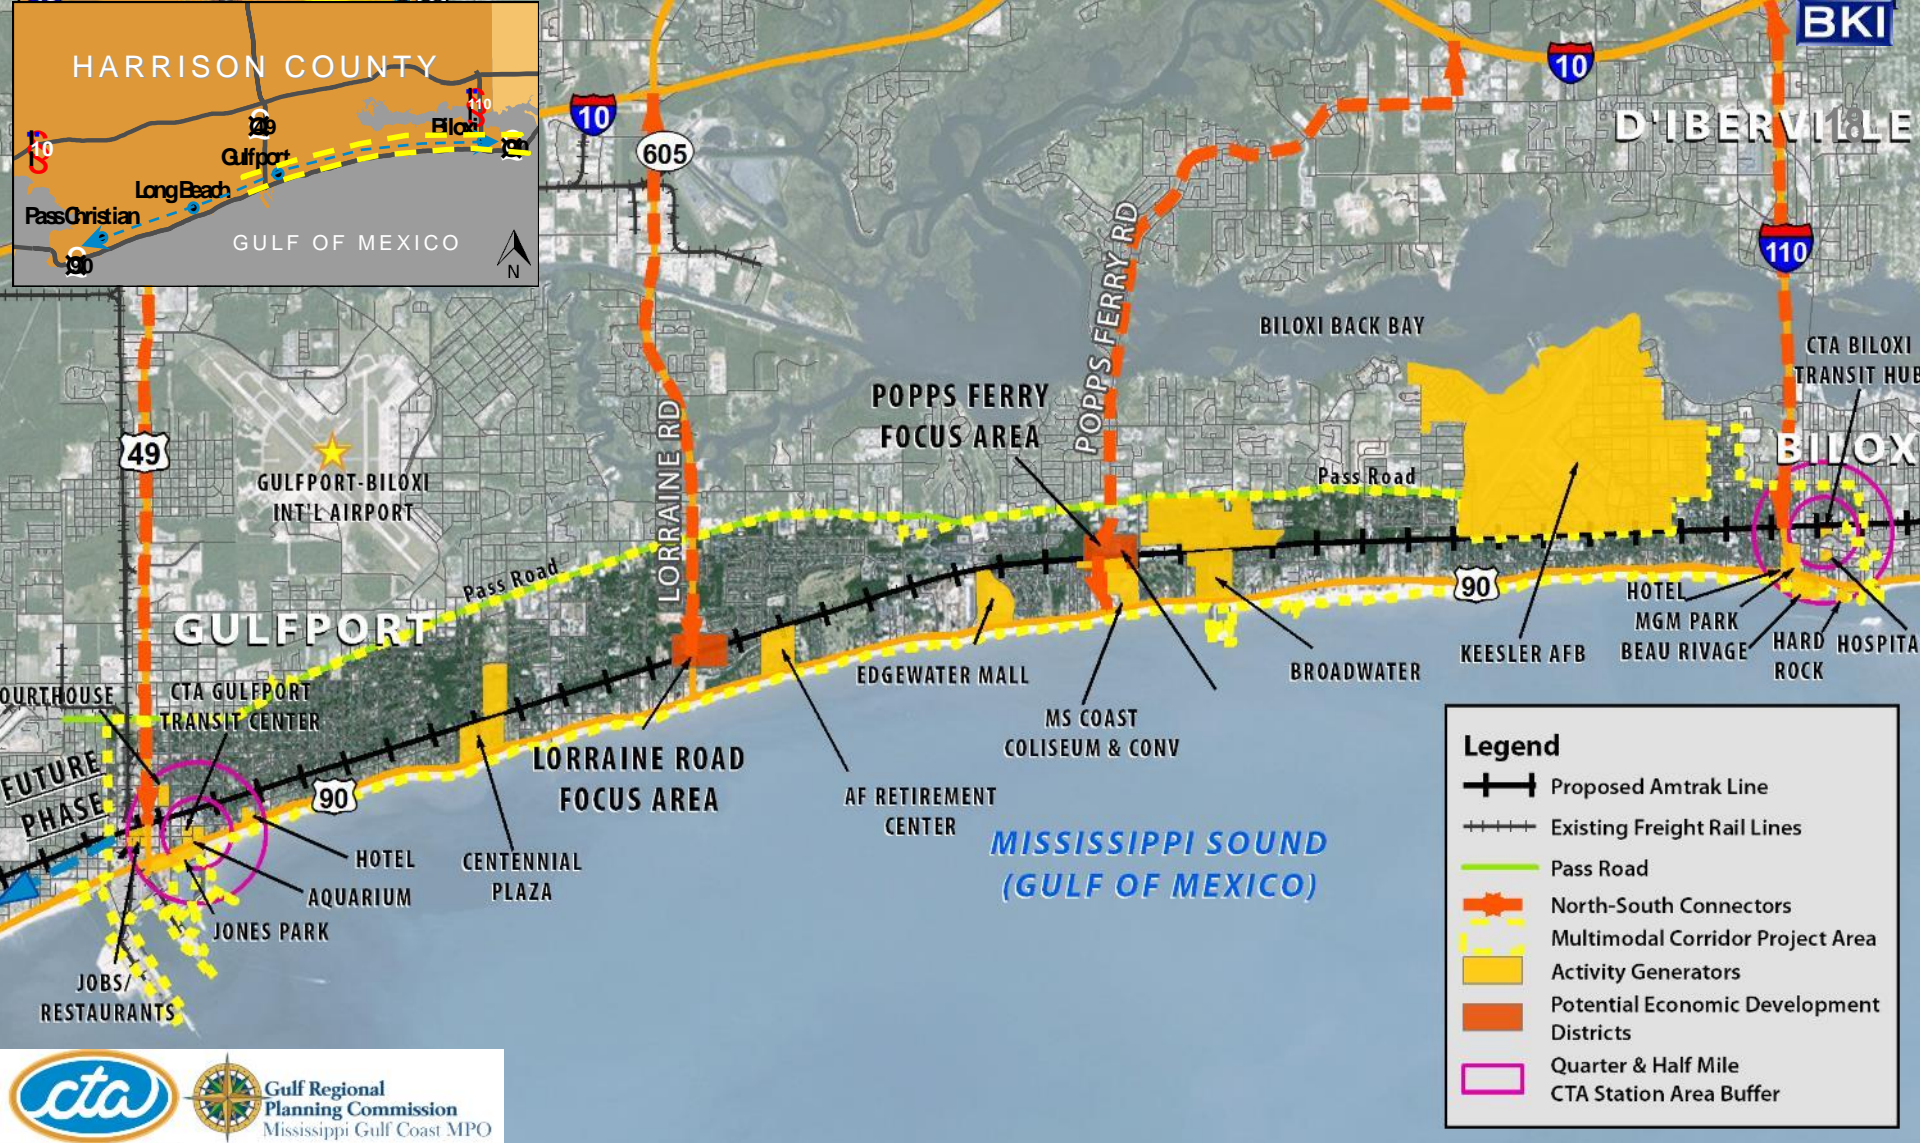 HARRISON COUNTY
110
49
10
Biloxi
Gulfport
Long Beach
Pass Christian
90
GULF OF MEXICO
N
BKI
10
10
605
D'IBERVILLE
18
110
POPPS FERRY RD
BILOXI BACK BAY
CTA BILOXI
TRANSIT HUB
POPPS FERRY
FOCUS AREA
49
LORRAINE RD
BILOX
GULFPORT-BILOXI
INT'L AIRPORT
Pass Road
Pass Road
90
GULFPORT
HOTEL
MGM PARK
BEAU RIVAGE
HARD
ROCK
HOSPITA
KEESLER AFB
BROADWATER
EDGEWATER MALL
OURTHOUSE
CTA GULFPORT
TRANSIT CENTER
MS COAST
COLISEUM & CONV
LORRAINE ROAD
FOCUS AREA
FUTURE
PHASE
90
AF RETIREMENT
CENTER
MISSISSIPPI SOUND
(GULF OF MEXICO)
HOTEL
CENTENNIAL
PLAZA
AQUARIUM
JONES PARK
JOBS/
RESTAURANTS
Legend
Proposed Amtrak Line
Existing Freight Rail Lines
Pass Road
North-South Connectors
Multimodal Corridor Project Area
Activity Generators
Potential Economic Development
Districts
Quarter & Half Mile
CTA Station Area Buffer
cta
Gulf Regional
Planning Commission
Mississippi Gulf Coast MPO